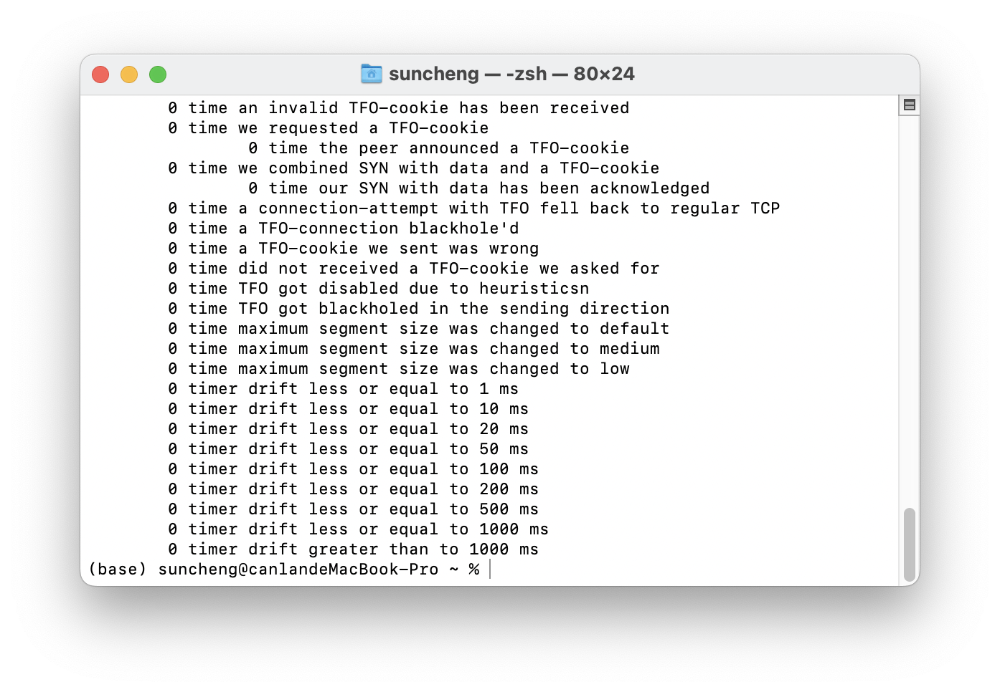 suncheng — -zsh — 80×24
0 time an invalid TFO-cookie has been received
0 time we requested a TFO-cookie
0 time the peer announced a TFO-cookie
0 time we combined SYN with data and a TFO-cookie
0 time our SYN with data has been acknowledged
0 time a connection-attempt with TFO fell back to regular TCP
0 time a TFO-connection blackhole'd
0 time a TFO-cookie we sent was wrong
0 time did not received a TFO-cookie we asked for
0 time TFO got disabled due to heuristicsn
0 time TFO got blackholed in the sending direction
0 time maximum segment size was changed to default
0 time maximum segment size was changed to medium
0 time maximum segment size was changed to low
0 timer drift less or equal to 1 ms
0 timer drift less or equal to 10 ms
0 timer drift less or equal to 20 ms
0 timer drift less or equal to 50 ms
0 timer drift less or equal to 100 ms
0 timer drift less or equal to 200 ms
0 timer drift less or equal to 500 ms
0 timer drift less or equal to 1000 ms
0 timer drift greater than to 1000 ms
(base) suncheng@canlandeMacBook-Pro ~ %